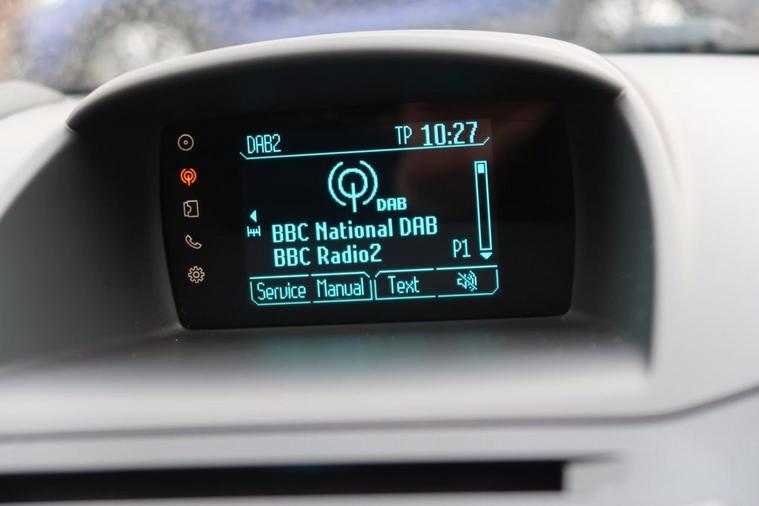 DAB2 TP 10:27
DAB
BBC National DAB
BBC Radio2 P1
Service Manual Text